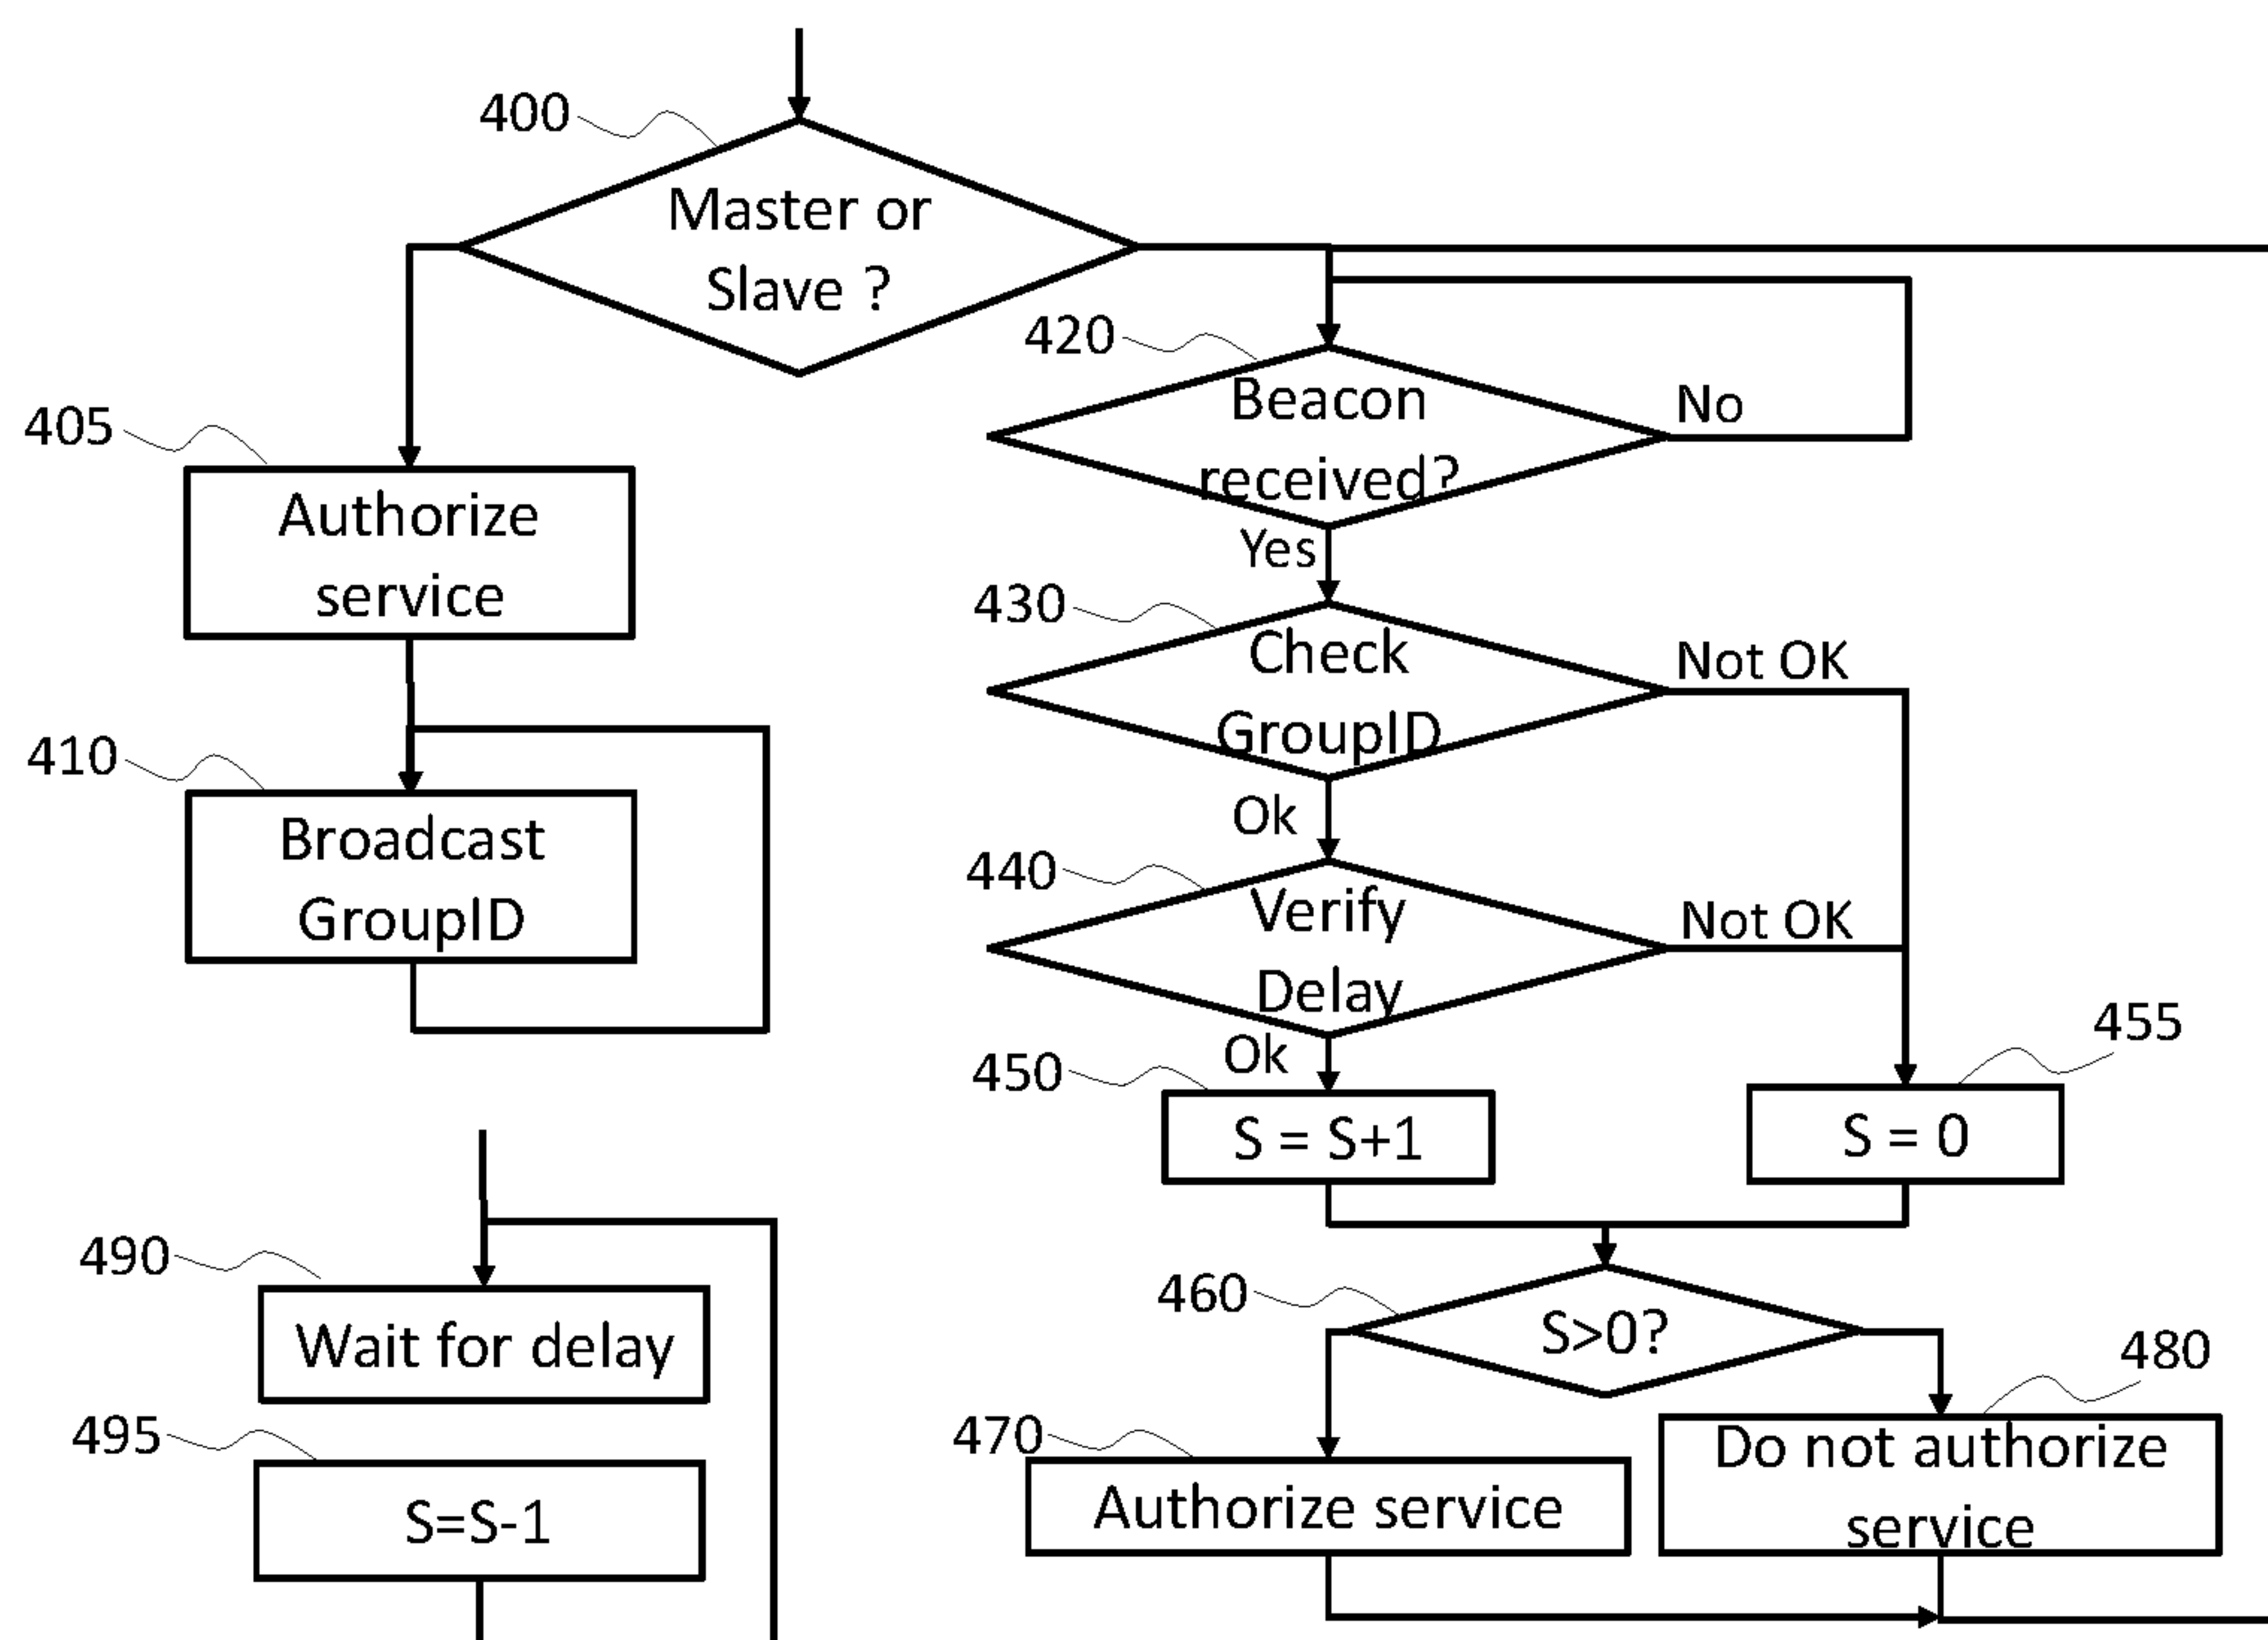 400
Master or
Slave ?
420
Beacon
received?
No
Yes
405
Authorize
service
430
Check
GroupID
Not OK
Ok
410
Broadcast
GroupID
440
Verify
Delay
Not OK
Ok
450
S = S+1
455
S = 0
490
Wait for delay
460
S>0?
495
S=S-1
470
Authorize service
480
Do not authorize
service